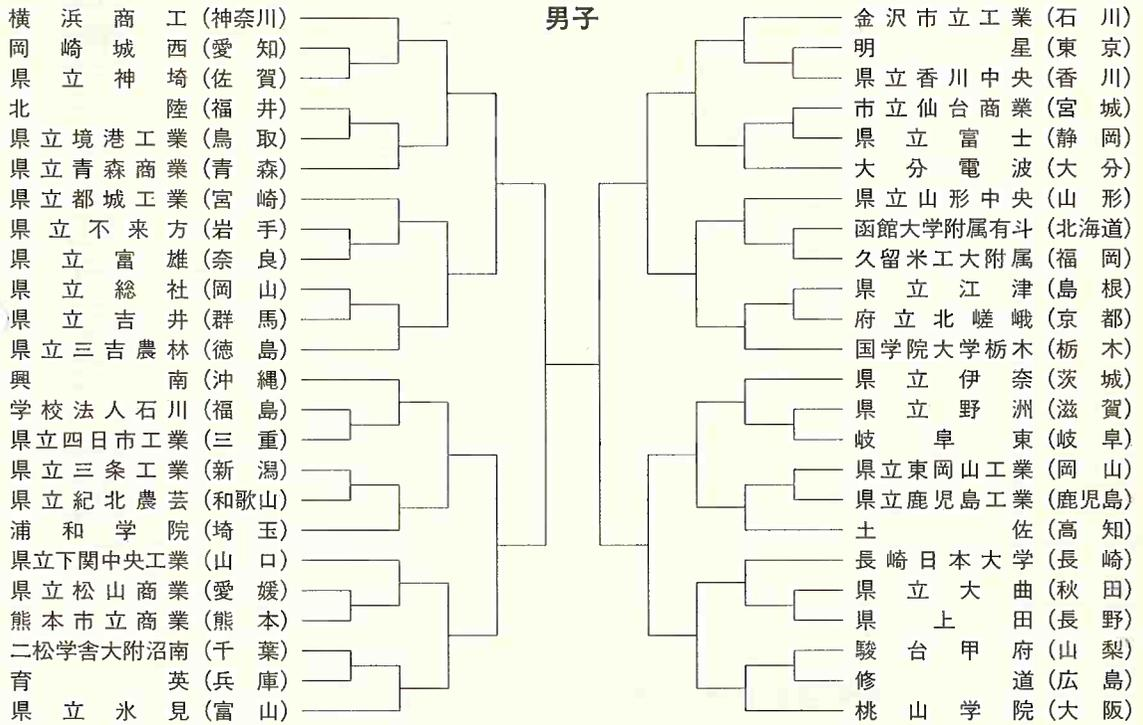 男子
横浜商工（神奈川）
岡崎城西（愛知）
県立神埼（佐賀）
北陸（福井）
県立境港工業（鳥取）
県立青森商業（青森）
県立都城工業（宮崎）
県立不来方（岩手）
県立富雄（奈良）
県立総社（岡山）
県立吉井（群馬）
県立三吉農林（徳島）
興南（沖縄）
学校法人石川（福島）
県立四日市工業（三重）
県立三条工業（新潟）
県立紀北農芸（和歌山）
浦和学院（埼玉）
県立下関中央工業（山口）
県立松山商業（愛媛）
熊本市立商業（熊本）
二松学舎大附沼南（千葉）
育英（兵庫）
県立氷見（富山）
金沢市立工業（石川）
明星（東京）
県立香川中央（香川）
市立仙台商業（宮城）
県立富士（静岡）
大分電波（大分）
県立山形中央（山形）
函館大学附属有斗（北海道）
久留米工大附属（福岡）
県立江津（島根）
府立北嵯峨（京都）
国学院大学栃木（栃木）
県立伊奈（茨城）
県立野洲（滋賀）
岐阜東（岐阜）
県立東岡山工業（岡山）
県立鹿児島工業（鹿児島）
土佐（高知）
長崎日本大学（長崎）
県立大曲（秋田）
県上田（長野）
駿台甲府（山梨）
修道（広島）
桃山学院（大阪）